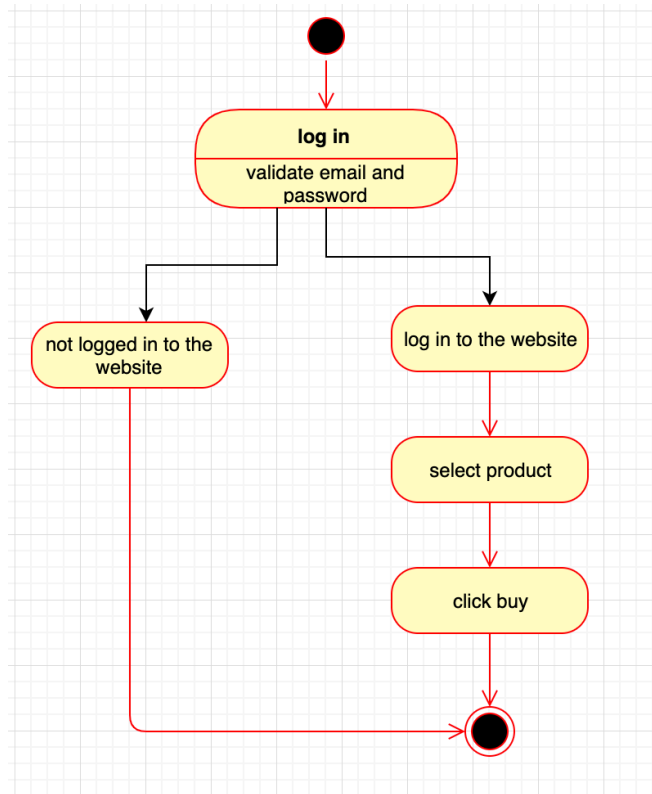 log in
validate email and
password
not logged in to the
website
log in to the website
select product
click buy